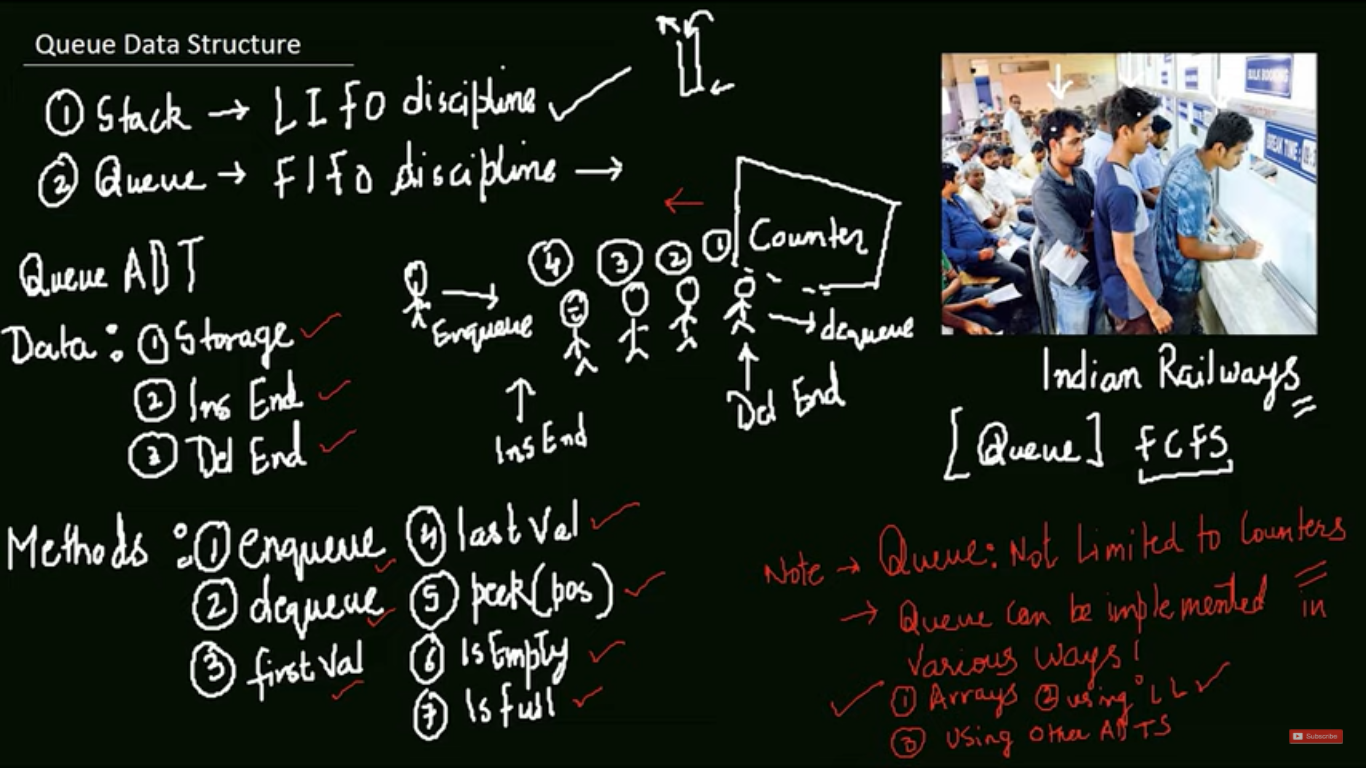 Queue Data Structure
① Stack → LIFO discipline ✓
② Queue → FIFO discipline →
Queue ADT
Data : ① Storage ✓
② Ins End ✓
③ Del End ✓
④ ③ ② ①
Counter
Enqueue
dequeue
Ins End
Del End
BULK BOOKING
BREAK TIME :
Indian Railways
[Queue] FCFS
Methods : ① enqueue ✓ ④ lastVal ✓
② dequeue ✓ ⑤ peek(pos) ✓
③ firstVal ✓ ⑥ IsEmpty ✓
⑦ Isfull ✓
Note → Queue: Not Limited to Counters
→ Queue can be implemented in
various ways!
✓ ① Arrays ② using LL ✓
③ Using Other ADTS
Subscribe